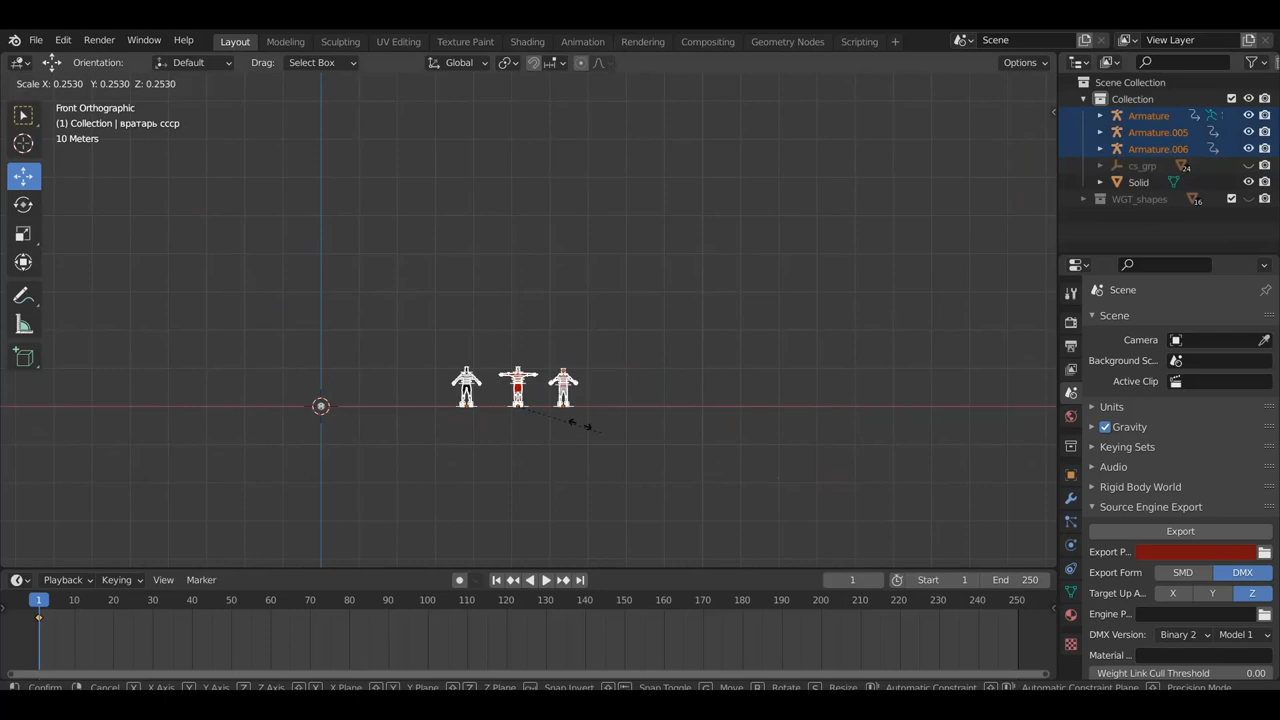 File Edit Render Window Help Layout Modeling Sculpting UV Editing Texture Paint Shading Animation Rendering Compositing Geometry Nodes Scripting + Scene View Layer
Orientation: Default Drag: Select Box Global Options
Scale X: 0.2530 Y: 0.2530 Z: 0.2530
Front Orthographic
(1) Collection | вратарь ссср
10 Meters
Scene Collection
Collection
Armature
Armature.005
Armature.006
cs_grp 24
Solid
WGT_shapes 16
Scene
Scene
Camera
Background Sc...
Active Clip
Units
Gravity
Keying Sets
Audio
Rigid Body World
Source Engine Export
Export
Export P...
Export Form SMD DMX
Target Up A... X Y Z
Engine P...
DMX Version: Binary 2 Model 1
Material ...
Weight Link Cull Threshold 0.00
Playback Keying View Marker 1 Start 1 End 250
1 10 20 30 40 50 60 70 80 90 100 110 120 130 140 150 160 170 180 190 200 210 220 230 240 250
Confirm Cancel X X Axis Y Y Axis Z Z Axis X X Plane Y Y Plane Z Z Plane Snap Invert Snap Toggle G Move R Rotate S Resize Automatic Constraint Automatic Constraint Plane Precision Mode